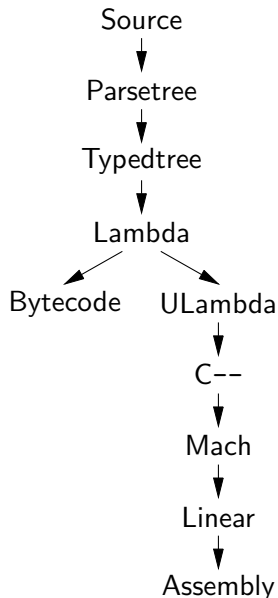 Source
Parsetree
Typedtree
Lambda
Bytecode ULambda
C--
Mach
Linear
Assembly